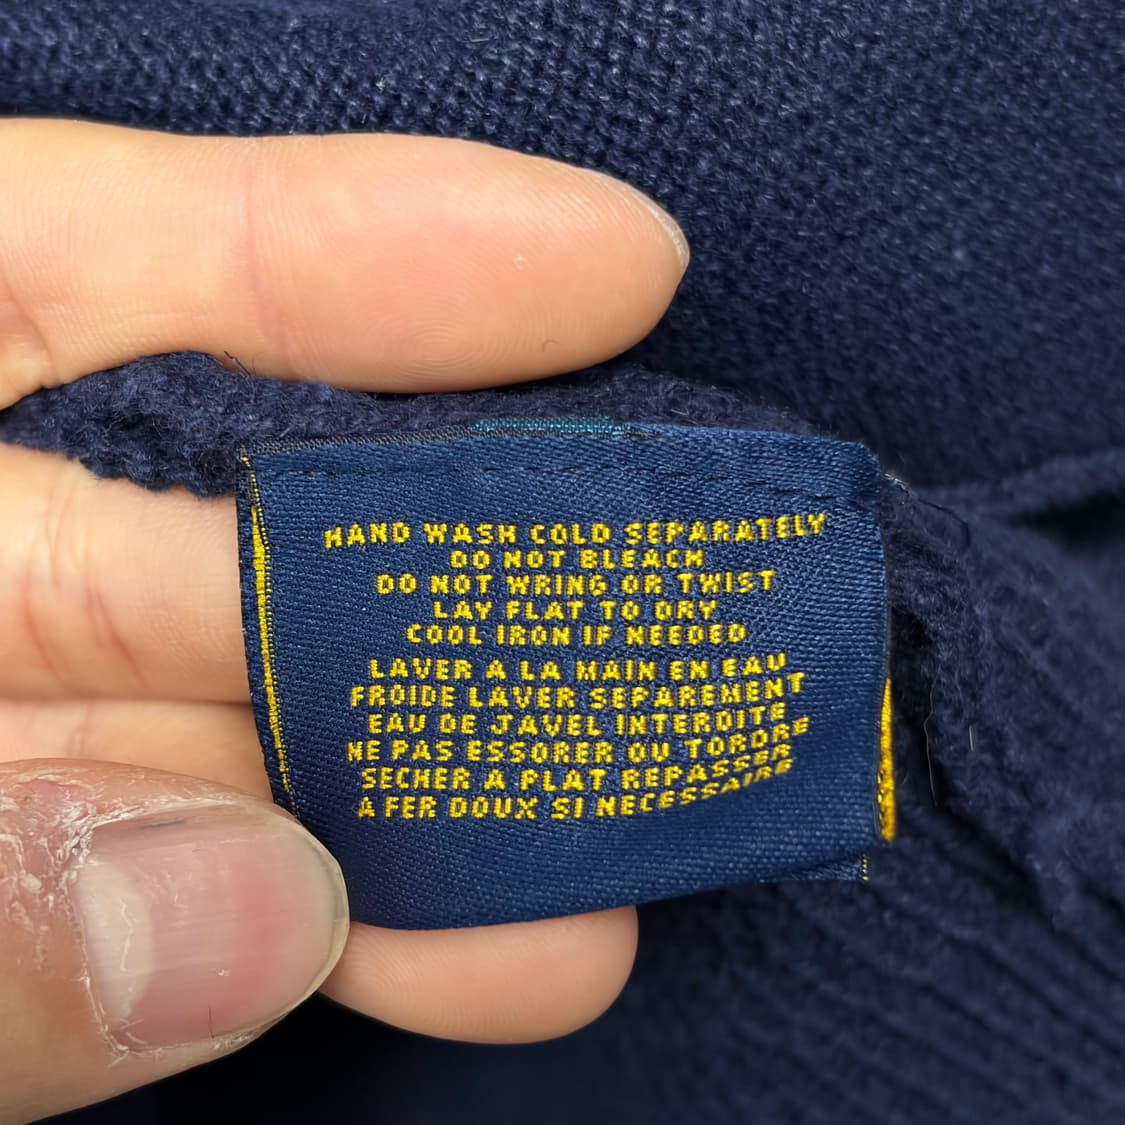 HAND WASH COLD SEPARATELY
DO NOT BLEACH
DO NOT WRING OR TWIST
LAY FLAT TO DRY
COOL IRON IF NEEDED
LAVER A LA MAIN EN EAU
FROIDE LAVER SEPAREMENT
EAU DE JAVEL INTERDITE
NE PAS ESSORER OU TORDRE
SECHER A PLAT REPASSER
A FER DOUX SI NECESSAIRE